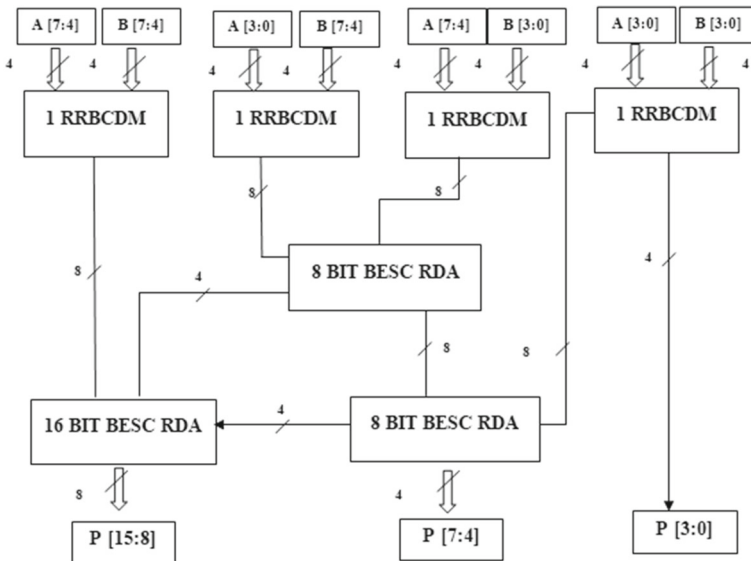 A [7:4] B [7:4] A [3:0] B [7:4] A [7:4] B [3:0] A [3:0] B [3:0]
4 4 4 4 4 4 4 4
1 RRBCDM 1 RRBCDM 1 RRBCDM 1 RRBCDM
8 8
8 4 4
8 BIT BESC RDA
8 8
16 BIT BESC RDA 4 8 BIT BESC RDA
8 4
P [15:8] P [7:4] P [3:0]